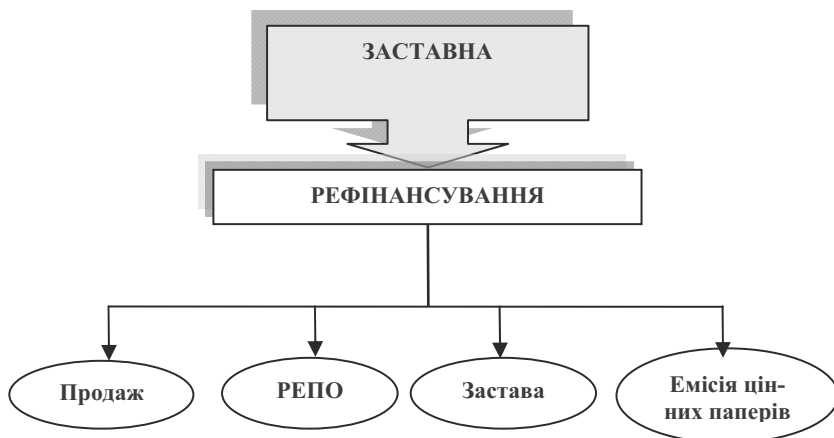 ЗАСТАВНА
РЕФІНАНСУВАННЯ
Продаж
РЕПО
Застава
Емісія цін-
них паперів